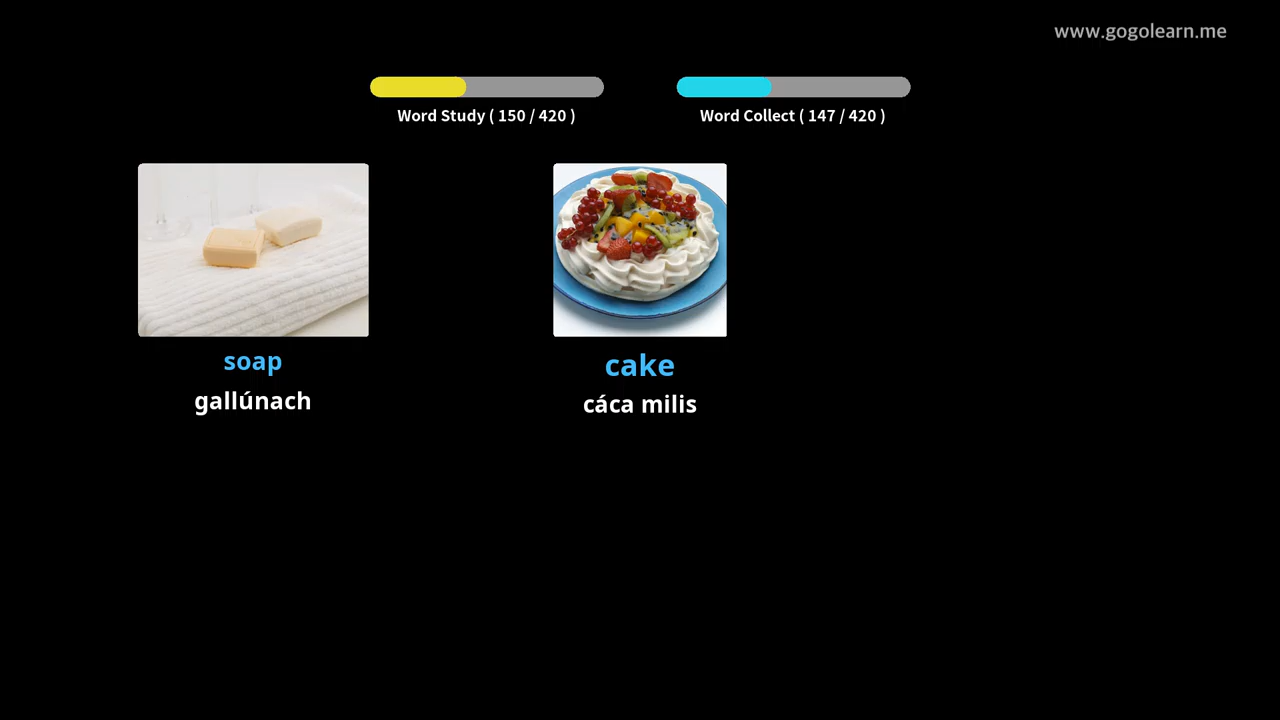 www.gogolearn.me
Word Study ( 150 / 420 )
Word Collect ( 147 / 420 )
soap
gallúnach
cake
cáca milis